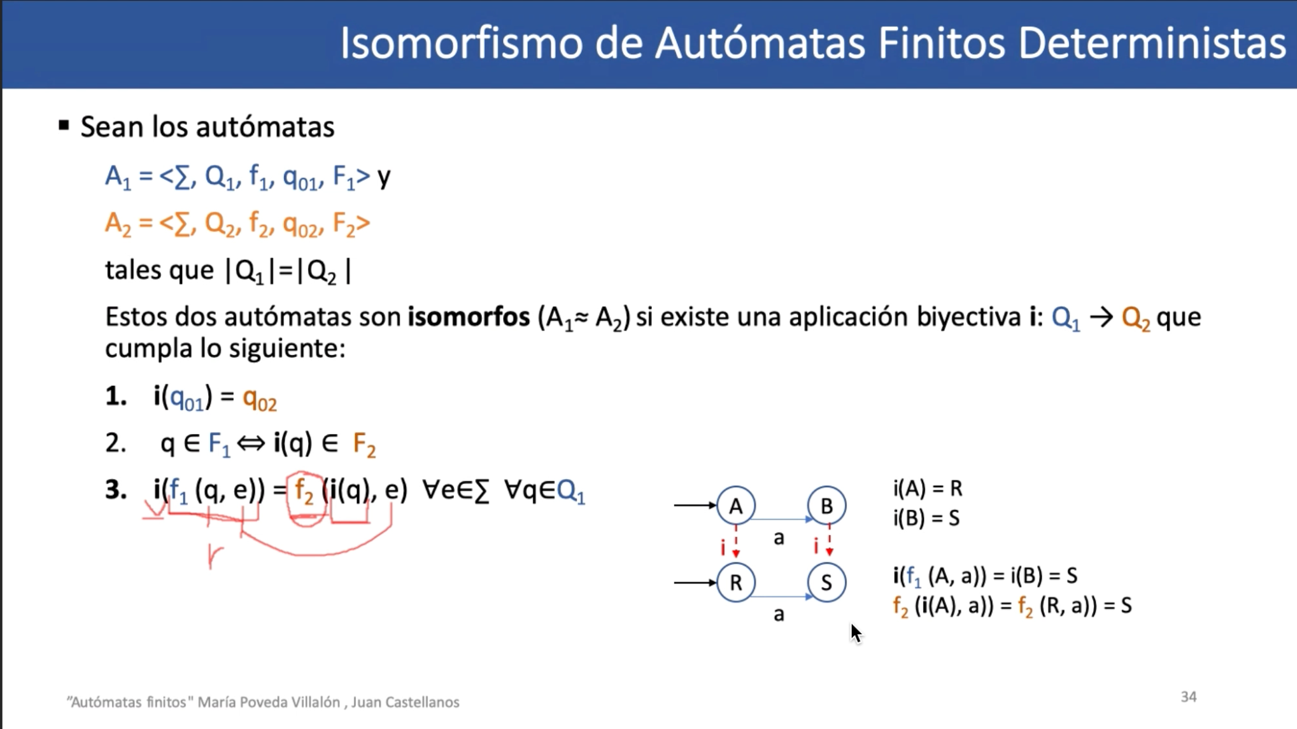 Isomorfismo de Autómatas Finitos Deterministas
▪ Sean los autómatas
A₁ = <∑, Q₁, f₁, q₀₁, F₁> y
A₂ = <∑, Q₂, f₂, q₀₂, F₂>
tales que |Q₁|=|Q₂ |
Estos dos autómatas son isomorfos (A₁≈ A₂) si existe una aplicación biyectiva i: Q₁ → Q₂ que
cumpla lo siguiente:
1. i(q₀₁) = q₀₂
2. q ∈ F₁ ⇔ i(q) ∈ F₂
3. i(f₁ (q, e)) = f₂ (i(q), e) ∀e∈∑ ∀q∈Q₁
r
A B
a
i i
R S
a
i(A) = R
i(B) = S
i(f₁ (A, a)) = i(B) = S
f₂ (i(A), a)) = f₂ (R, a)) = S
"Autómatas finitos" María Poveda Villalón , Juan Castellanos
34